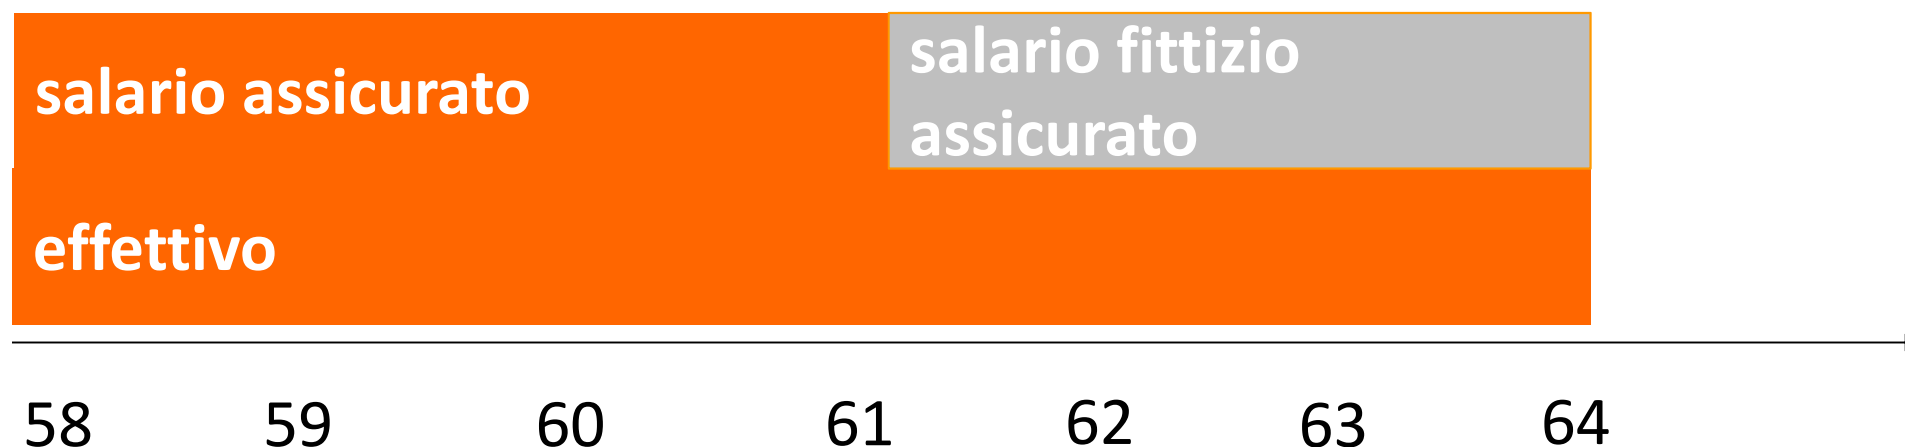 salario assicurato
effettivo
salario fittizio
assicurato
58 59 60 61 62 63 64